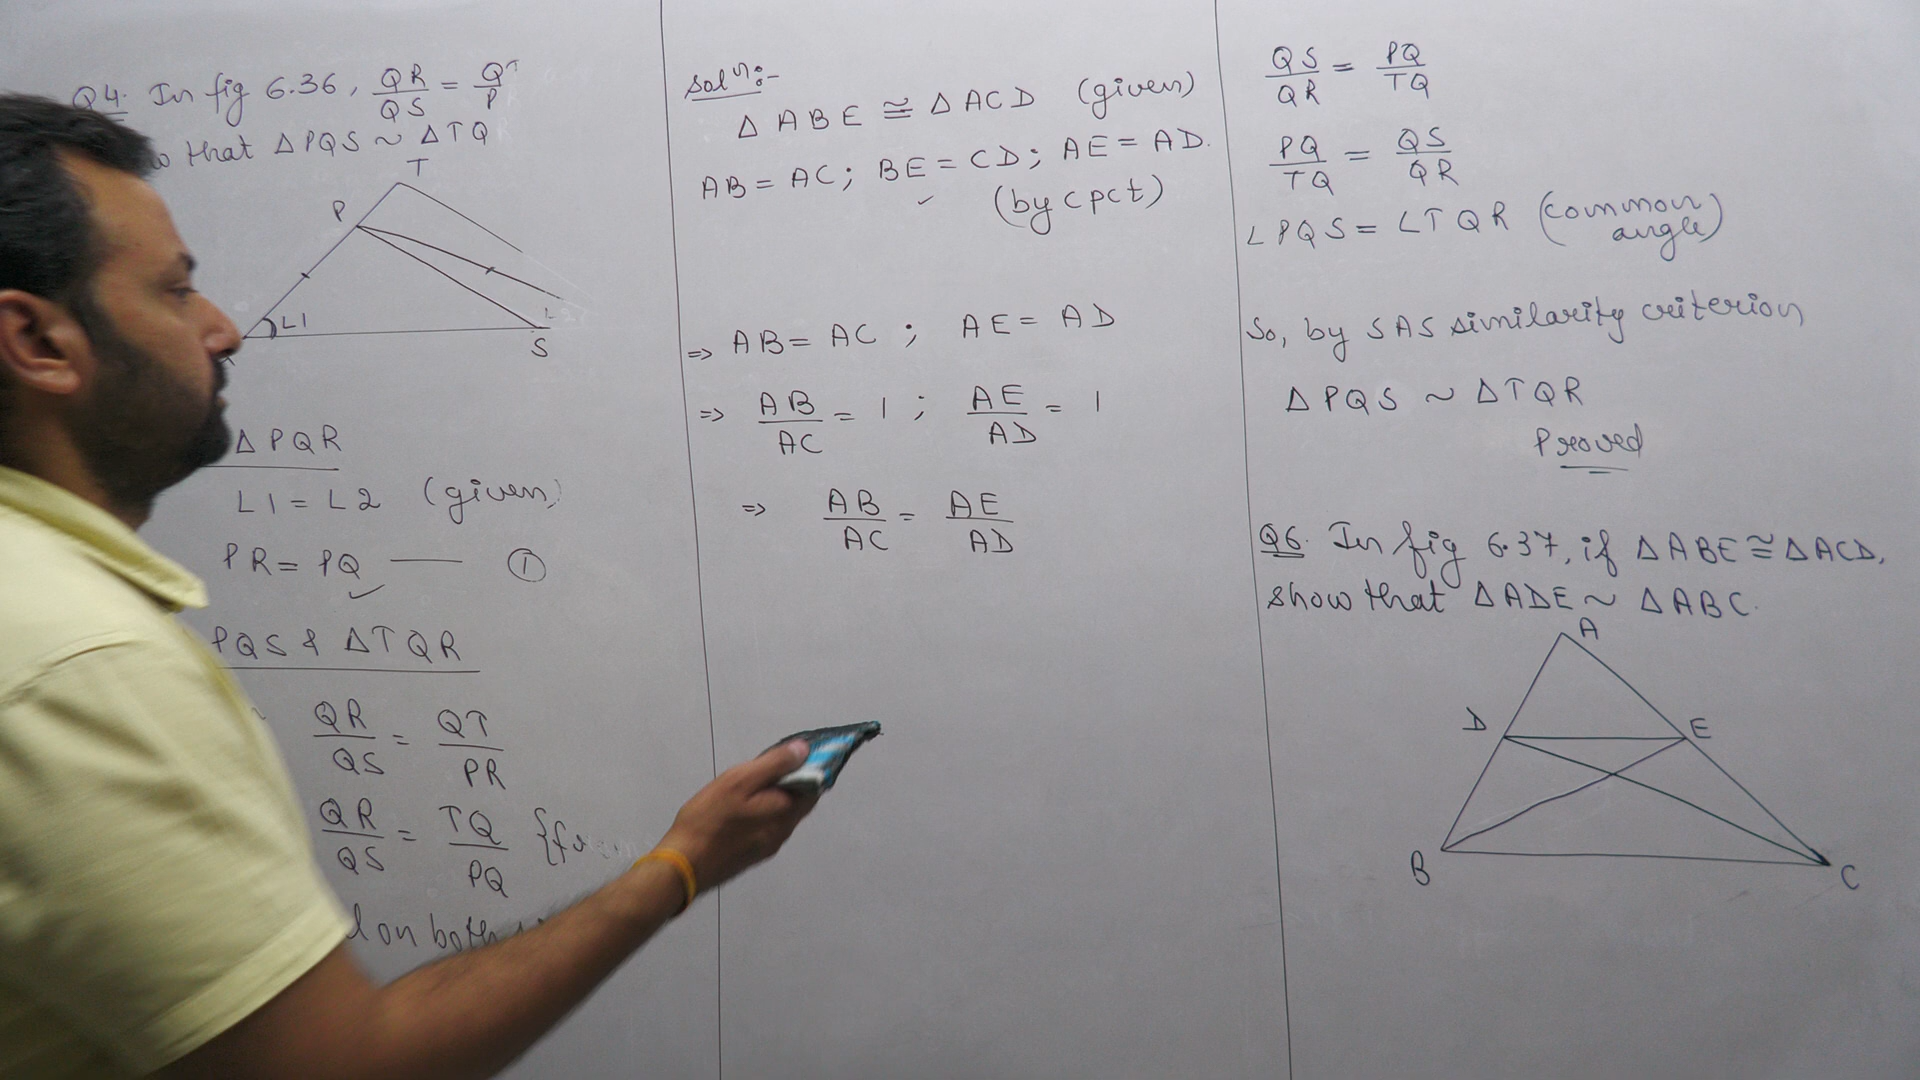 Q4. In fig 6.36, QR/QS = QT/P
that ΔPQS ~ ΔTQ
T
P
∠1
S
ΔPQR
∠1 = ∠2 (given)
PR = PQ — ①
PQS & ΔTQR
QR/QS = QT/PR
QR/QS = TQ/PQ
on both
Solⁿ:-
ΔABE ≅ ΔACD (given)
AB = AC; BE = CD; AE = AD.
(by cpct)
=> AB = AC ; AE = AD
=> AB/AC = 1 ; AE/AD = 1
=> AB/AC = AE/AD
QS/QR = PQ/TQ
PQ/TQ = QS/QR
∠PQS = ∠TQR (common angle)
So, by SAS similarity criterion
ΔPQS ~ ΔTQR
Proved
Q6. In fig 6.37, if ΔABE ≅ ΔACD,
show that ΔADE ~ ΔABC.
A
D E
B C